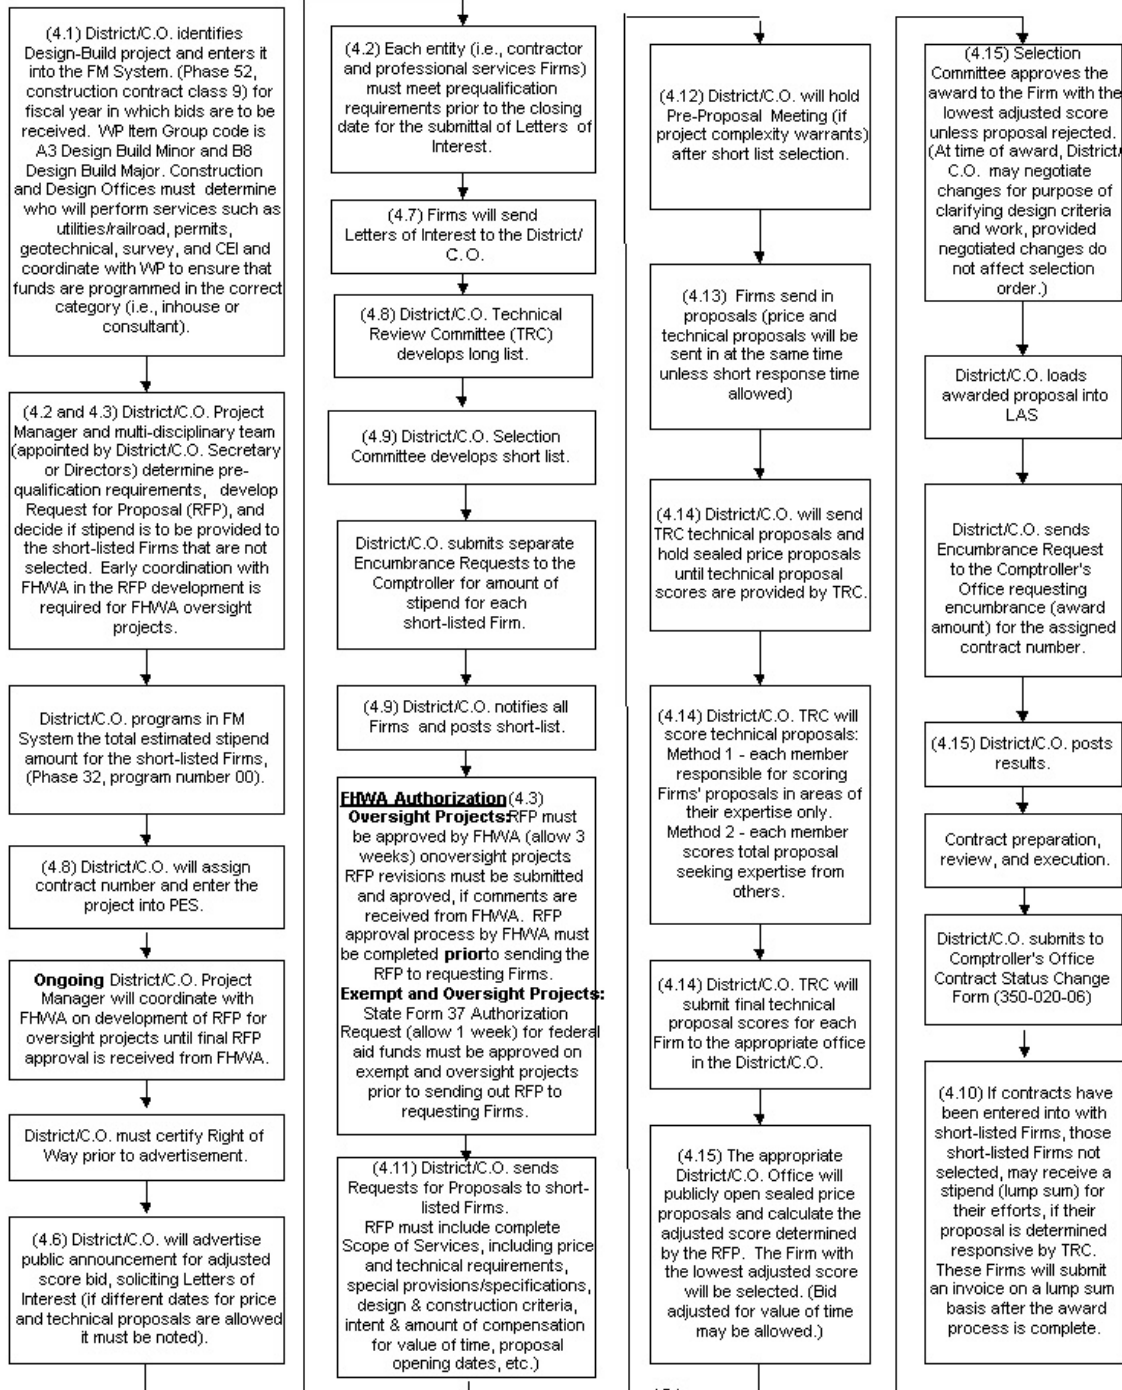 (4.1) District/C.O. identifies
Design-Build project and enters it
into the FM System. (Phase 52,
construction contract class 9) for
fiscal year in which bids are to be
received. WP Item Group code is
A3 Design Build Minor and B8
Design Build Major. Construction
and Design Offices must determine
who will perform services such as
utilities/railroad, permits,
geotechnical, survey, and CEI and
coordinate with WP to ensure that
funds are programmed in the correct
category (i.e., inhouse or
consultant).
(4.2 and 4.3) District/C.O. Project
Manager and multi-disciplinary team
(appointed by District/C.O. Secretary
or Directors) determine pre-
qualification requirements, develop
Request for Proposal (RFP), and
decide if stipend is to be provided to
the short-listed Firms that are not
selected. Early coordination with
FHWA in the RFP development is
required for FHWA oversight
projects.
District/C.O. programs in FM
System the total estimated stipend
amount for the short-listed Firms,
(Phase 32, program number 00).
(4.8) District/C.O. will assign
contract number and enter the
project into PES.
Ongoing District/C.O. Project
Manager will coordinate with
FHWA on development of RFP for
oversight projects until final RFP
approval is received from FHWA.
District/C.O. must certify Right of
Way prior to advertisement.
(4.6) District/C.O. will advertise
public announcement for adjusted
score bid, soliciting Letters of
Interest (if different dates for price
and technical proposals are allowed
it must be noted).
(4.2) Each entity (i.e., contractor
and professional services Firms)
must meet prequalification
requirements prior to the closing
date for the submittal of Letters of
Interest.
(4.7) Firms will send
Letters of Interest to the District/
C.O.
(4.8) District/C.O. Technical
Review Committee (TRC)
develops long list.
(4.9) District/C.O. Selection
Committee develops short list.
District/C.O. submits separate
Encumbrance Requests to the
Comptroller for amount of
stipend for each
short-listed Firm.
(4.9) District/C.O. notifies all
Firms and posts short-list.
FHWA Authorization (4.3)
Oversight Projects:RFP must
be approved by FHWA (allow 3
weeks) onoversight projects
RFP revisions must be submitted
and aproved, if comments are
received from FHWA. RFP
approval process by FHWA must
be completed priorto sending the
RFP to requesting Firms.
Exempt and Oversight Projects:
State Form 37 Authorization
Request (allow 1 week) for federal
aid funds must be approved on
exempt and oversight projects
prior to sending out RFP to
requesting Firms.
(4.11) District/C.O. sends
Requests for Proposals to short-
listed Firms.
RFP must include complete
Scope of Services, including price
and technical requirements,
special provisions/specifications,
design & construction criteria,
intent & amount of compensation
for value of time, proposal
opening dates, etc.)
(4.12) District/C.O. will hold
Pre-Proposal Meeting (if
project complexity warrants)
after short list selection.
(4.13) Firms send in
proposals (price and
technical proposals will be
sent in at the same time
unless short response time
allowed)
(4.14) District/C.O. will send
TRC technical proposals and
hold sealed price proposals
until technical proposal
scores are provided by TRC.
(4.14) District/C.O. TRC will
score technical proposals:
Method 1 - each member
responsible for scoring
Firms' proposals in areas of
their expertise only.
Method 2 - each member
scores total proposal
seeking expertise from
others.
(4.14) District/C.O. TRC will
submit final technical
proposal scores for each
Firm to the appropriate office
in the District/C.O.
(4.15) The appropriate
District/C.O. Office will
publicly open sealed price
proposals and calculate the
adjusted score determined
by the RFP. The Firm with
the lowest adjusted score
will be selected. (Bid
adjusted for value of time
may be allowed.)
(4.15) Selection
Committee approves the
award to the Firm with the
lowest adjusted score
unless proposal rejected.
(At time of award, District/
C.O. may negotiate
changes for purpose of
clarifying design criteria
and work, provided
negotiated changes do
not affect selection
order.)
District/C.O. loads
awarded proposal into
LAS
District/C.O. sends
Encumbrance Request
to the Comptroller's
Office requesting
encumbrance (award
amount) for the assigned
contract number.
(4.15) District/C.O. posts
results.
Contract preparation,
review, and execution.
District/C.O. submits to
Comptroller's Office
Contract Status Change
Form (350-020-06)
(4.10) If contracts have
been entered into with
short-listed Firms, those
short-listed Firms not
selected, may receive a
stipend (lump sum) for
their efforts, if their
proposal is determined
responsive by TRC.
These Firms will submit
an invoice on a lump sum
basis after the award
process is complete.